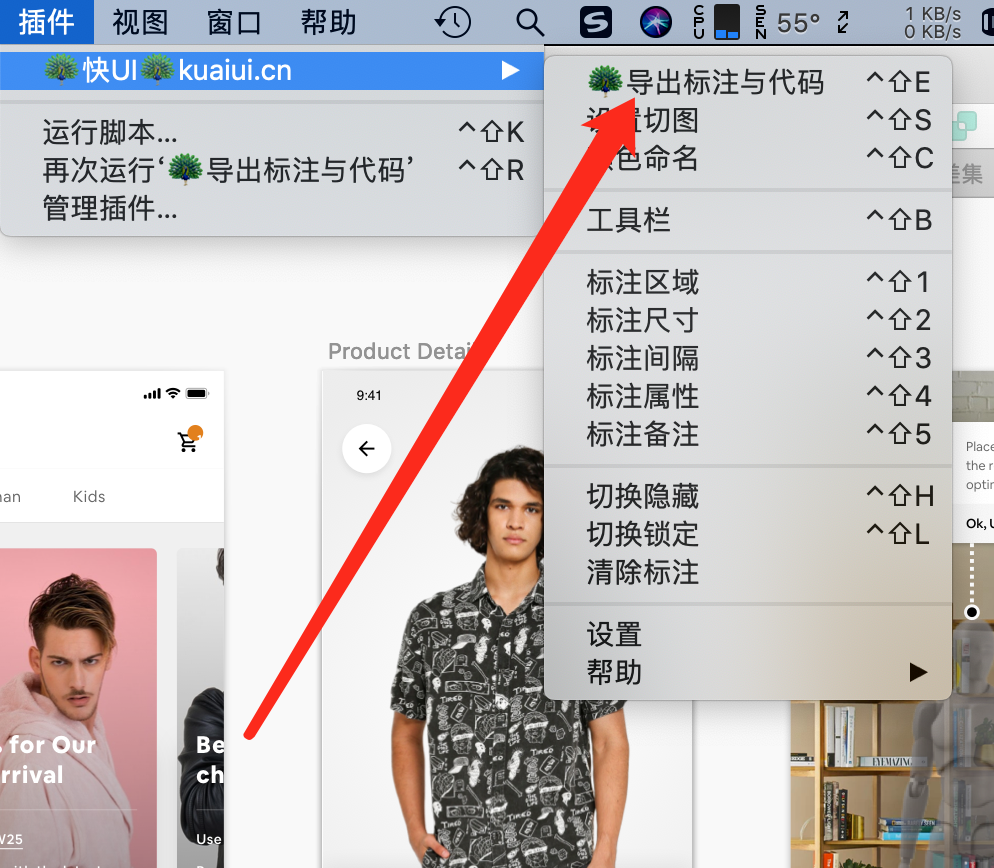 插件 视图 窗口 帮助
CPU
SEN
55°
1 KB/s
0 KB/s
快UI kuaiui.cn
运行脚本... ^⇧K
再次运行‘导出标注与代码’ ^⇧R
管理插件...
导出标注与代码 ^⇧E
设置切图 ^⇧S
色命名 ^⇧C
工具栏 ^⇧B
标注区域 ^⇧1
标注尺寸 ^⇧2
标注间隔 ^⇧3
标注属性 ^⇧4
标注备注 ^⇧5
切换隐藏 ^⇧H
切换锁定 ^⇧L
清除标注
设置
帮助
差集
Product Detai
9:41
Kids
for Our
rrival
W25
Be
ch
Use
TIRED
Place
the r
optin
Ok,
EYEMAZING